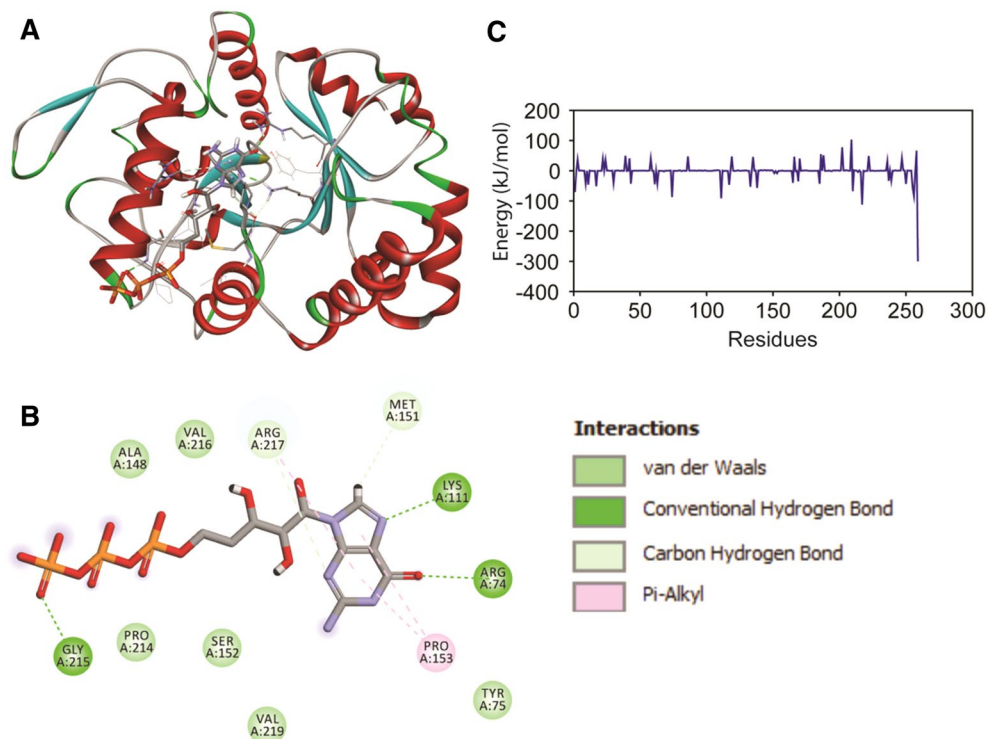 A
C
Energy (kJ/mol)
200
100
0
-100
-200
-300
-400
0
50
100
150
200
250
300
Residues
B
MET
A:151
VAL
A:216
ARG
A:217
ALA
A:148
LYS
A:111
ARG
A:74
GLY
A:215
PRO
A:214
SER
A:152
PRO
A:153
TYR
A:75
VAL
A:219
Interactions
van der Waals
Conventional Hydrogen Bond
Carbon Hydrogen Bond
Pi-Alkyl